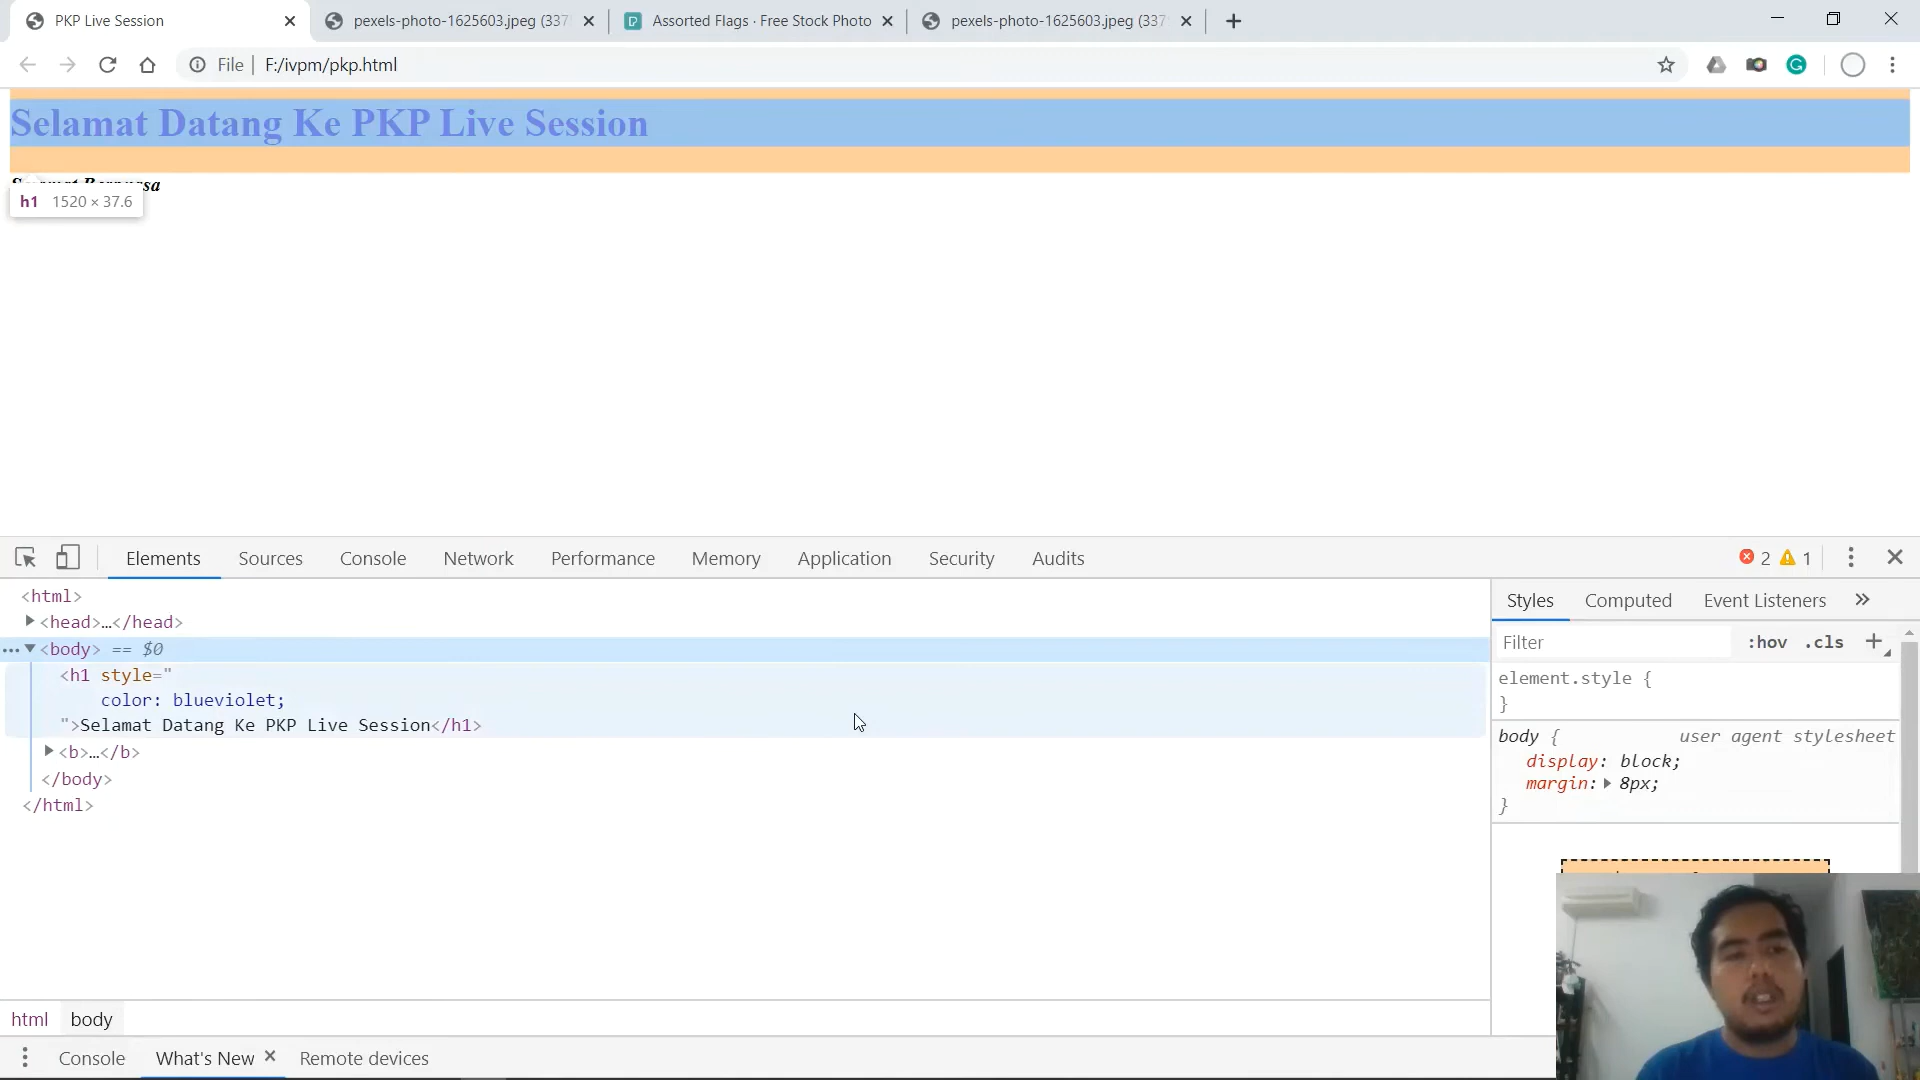 PKP Live Session
pexels-photo-1625603.jpeg (337
Assorted Flags · Free Stock Photo
pexels-photo-1625603.jpeg (337
File | F:/ivpm/pkp.html
Selamat Datang Ke PKP Live Session
h1 1520 × 37.6
Elements
Sources
Console
Network
Performance
Memory
Application
Security
Audits
2
1
<html>
<head>…</head>
<body> == $0
<h1 style="
color: blueviolet;
">Selamat Datang Ke PKP Live Session</h1>
<b>…</b>
</body>
</html>
Styles
Computed
Event Listeners
Filter
:hov .cls
element.style {
}
body { user agent stylesheet
display: block;
margin: 8px;
}
html body
Console
What's New
Remote devices